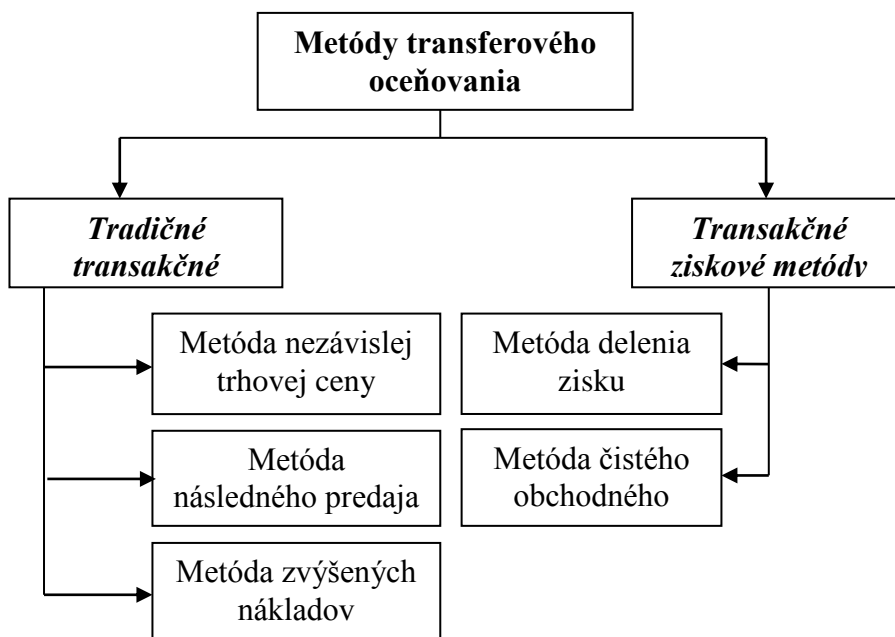 Metódy transferového
oceňovania
Tradičné
transakčné
Transakčné
ziskové metódy
Metóda nezávislej
trhovej ceny
Metóda delenia
zisku
Metóda
následného predaja
Metóda čistého
obchodného
Metóda zvýšených
nákladov